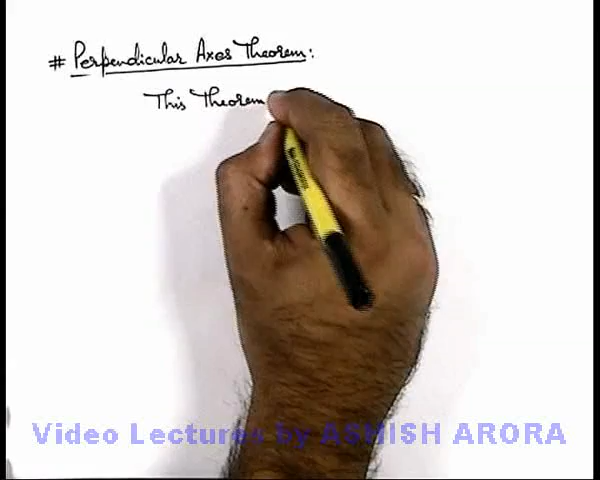 # Perpendicular Axes Theorem:
This Theorem
Video Lectures by ASHISH ARORA